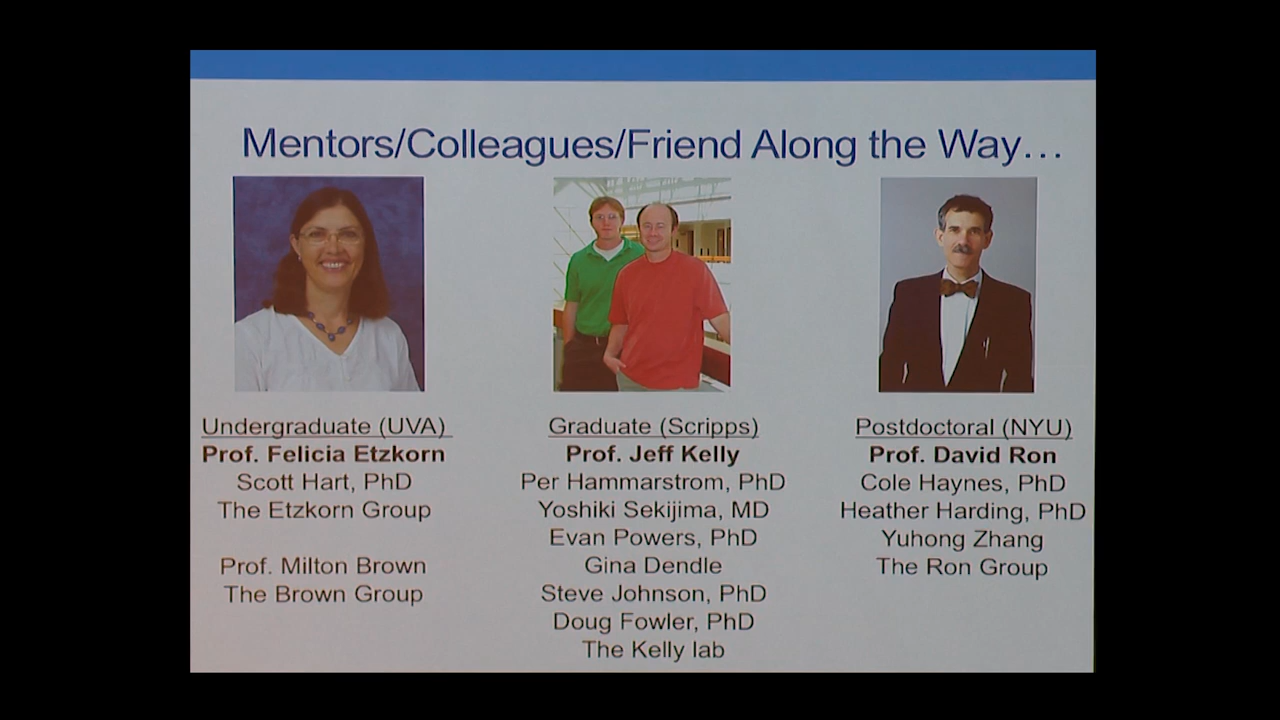 Mentors/Colleagues/Friend Along the Way…
Undergraduate (UVA)
Prof. Felicia Etzkorn
Scott Hart, PhD
The Etzkorn Group
Prof. Milton Brown
The Brown Group
Graduate (Scripps)
Prof. Jeff Kelly
Per Hammarstrom, PhD
Yoshiki Sekijima, MD
Evan Powers, PhD
Gina Dendle
Steve Johnson, PhD
Doug Fowler, PhD
The Kelly lab
Postdoctoral (NYU)
Prof. David Ron
Cole Haynes, PhD
Heather Harding, PhD
Yuhong Zhang
The Ron Group